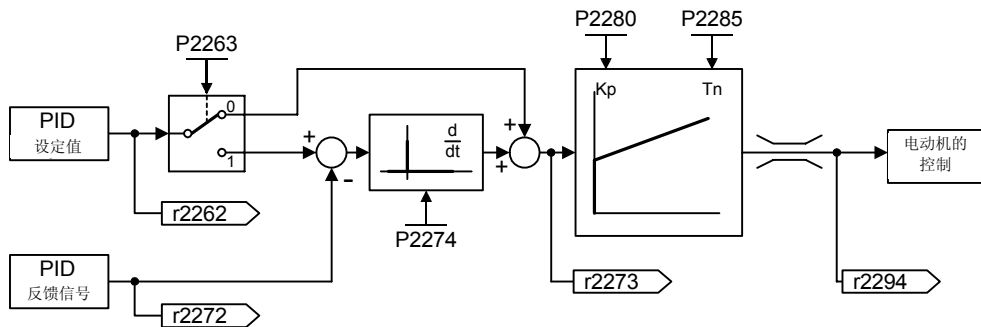 P2280
P2285
P2263
PID
设定值
0
1
+
-
d
dt
+
+
Kp
Tn
电动机的
控制
r2262
P2274
PID
反馈信号
r2272
r2273
r2294